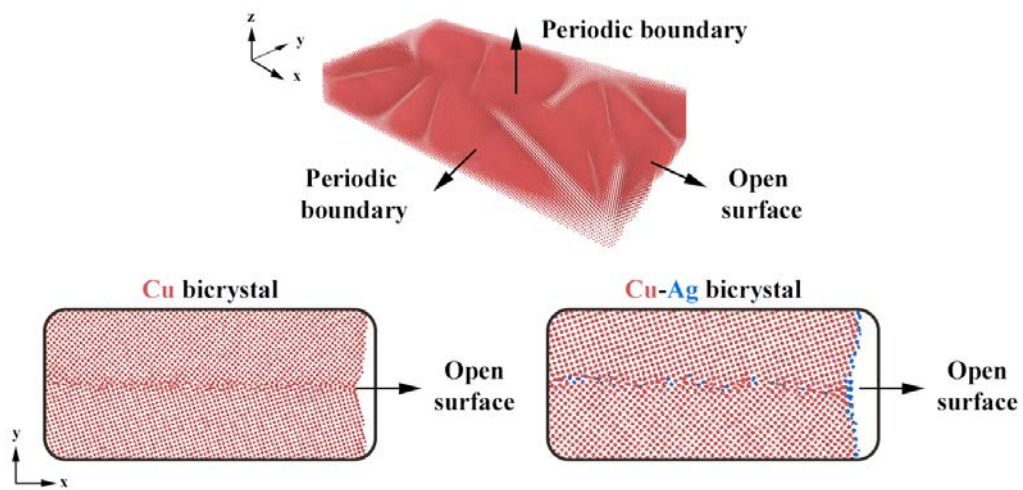 z
y
x
Periodic boundary
Periodic
boundary
Open
surface
Cu bicrystal
Cu-Ag bicrystal
Open
surface
Open
surface
y
x